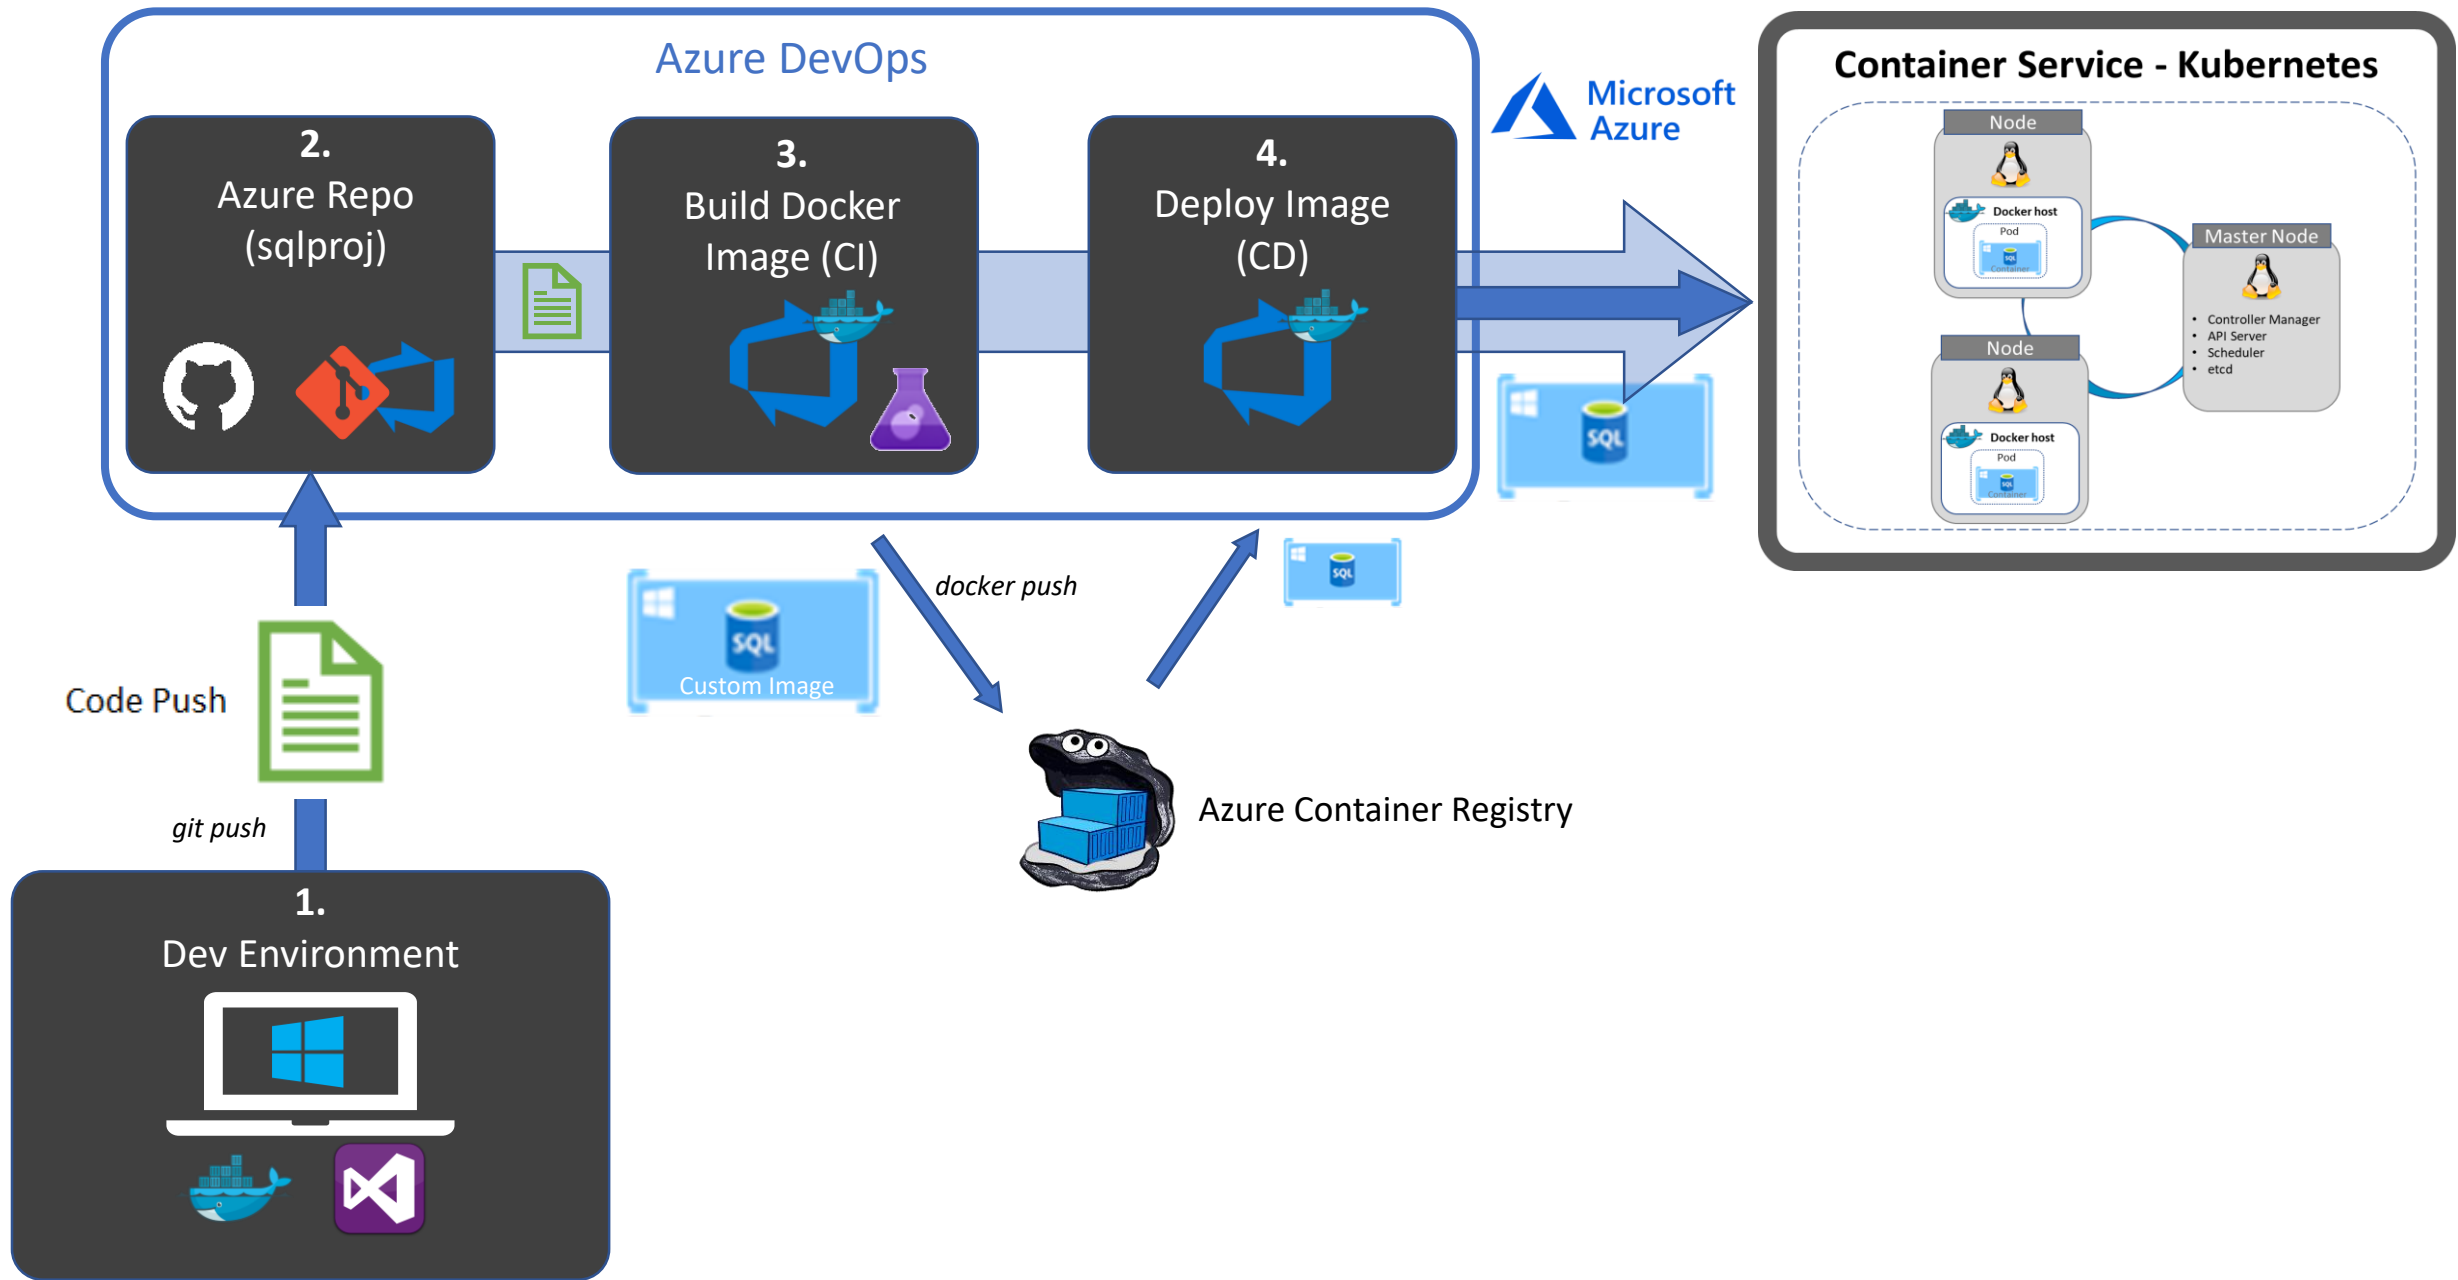 Azure DevOps
2.
Azure Repo
(sqlproj)
3.
Build Docker
Image (CI)
4.
Deploy Image
(CD)
Microsoft
Azure
SQL
Container Service - Kubernetes
Node
Docker host
Pod
SQL
Container
Master Node
• Controller Manager
• API Server
• Scheduler
• etcd
Node
Docker host
Pod
SQL
Container
SQL
Custom Image
docker push
SQL
Code Push
git push
Azure Container Registry
1.
Dev Environment